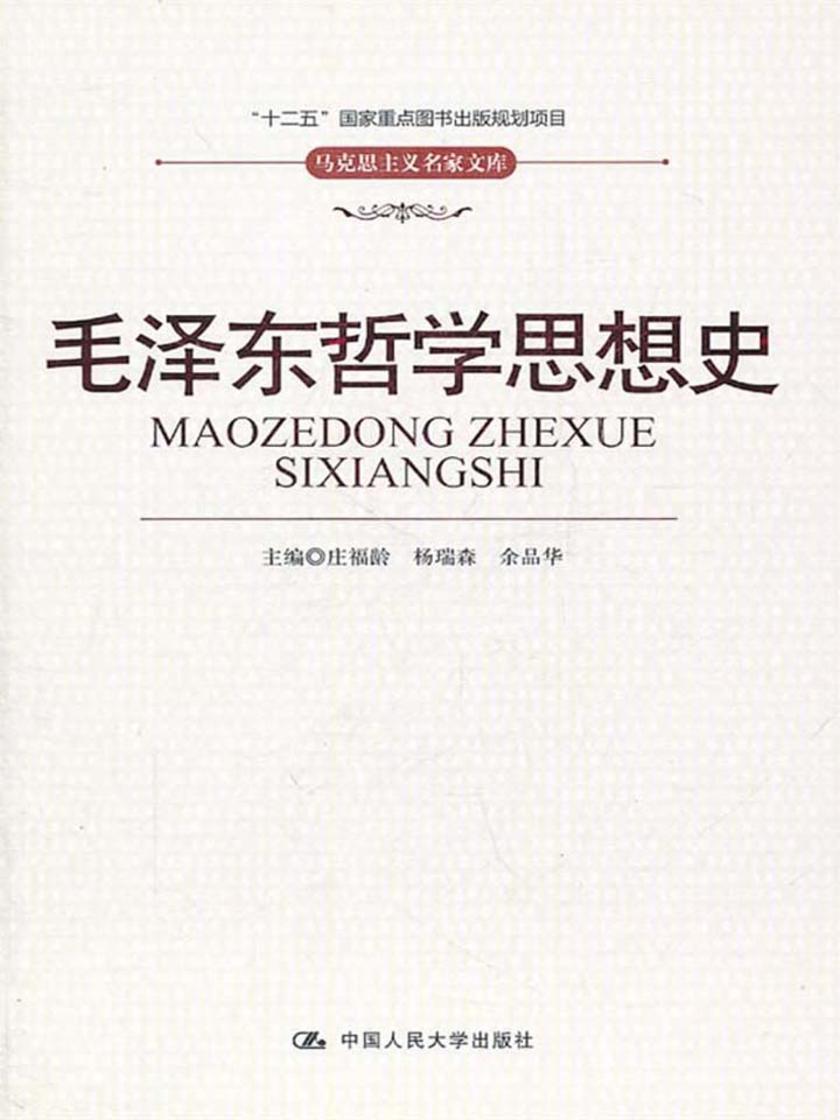 “十二五”国家重点图书出版规划项目
马克思主义名家文库
毛泽东哲学思想史
MAOZEDONG ZHEXUE
SIXIANGSHI
主编◎庄福龄 杨瑞森 余品华
中国人民大学出版社